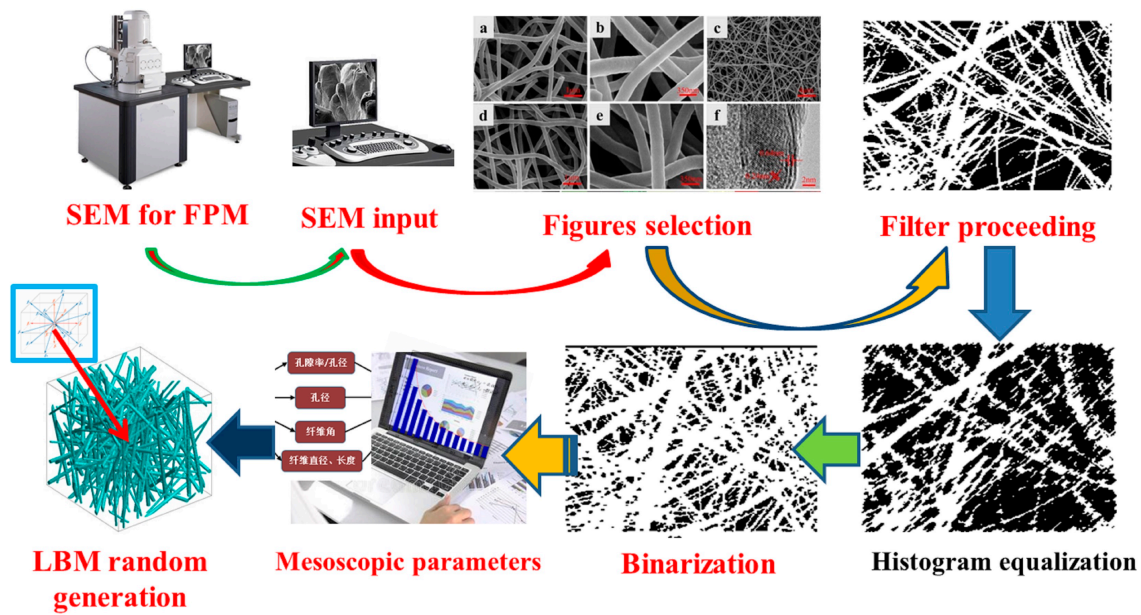 a
b
c
d
e
f
2nm
SEM for FPM
SEM input
Figures selection
Filter proceeding
孔隙率/孔径
孔径
纤维角
纤维直径、长度
LBM random
generation
Mesoscopic parameters
Binarization
Histogram equalization